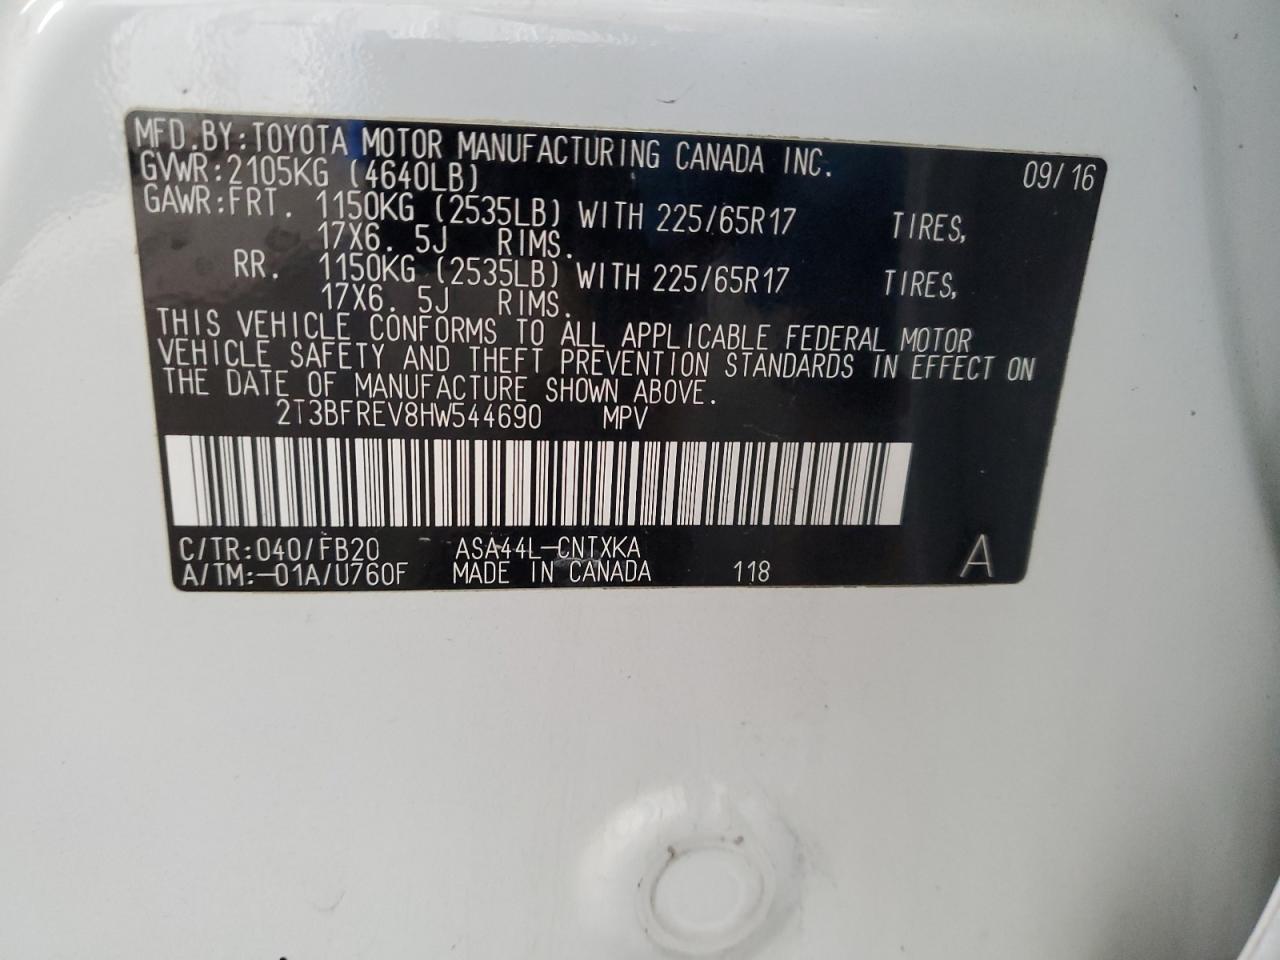 MFD.BY:TOYOTA MOTOR MANUFACTURING CANADA INC. 09/16
GVWR:2105KG (4640LB)
GAWR:FRT. 1150KG (2535LB) WITH 225/65R17 TIRES,
17X6. 5J RIMS.
RR. 1150KG (2535LB) WITH 225/65R17 TIRES,
17X6. 5J RIMS.
THIS VEHICLE CONFORMS TO ALL APPLICABLE FEDERAL MOTOR
VEHICLE SAFETY AND THEFT PREVENTION STANDARDS IN EFFECT ON
THE DATE OF MANUFACTURE SHOWN ABOVE.
2T3BFREV8HW544690 MPV
C/TR:040/FB20 ASA44L-CNTXKA A
A/TM:-01A/U760F MADE IN CANADA 118